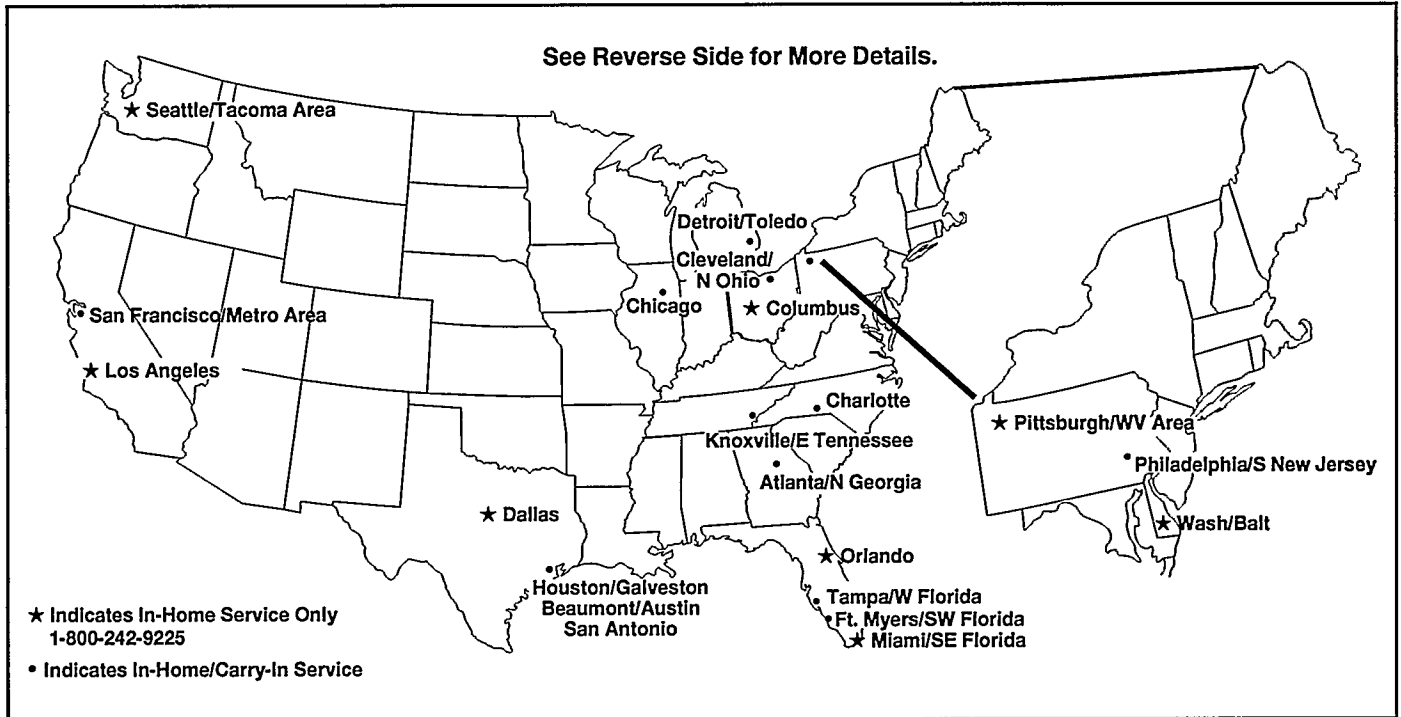 See Reverse Side for More Details.
★ Seattle/Tacoma Area
Detroit/Toledo
Cleveland/
N Ohio
Chicago
★ Columbus
San Francisco/Metro Area
★ Los Angeles
Charlotte
Knoxville/E Tennessee
Atlanta/N Georgia
★ Pittsburgh/WV Area
Philadelphia/S New Jersey
★ Wash/Balt
★ Dallas
★ Orlando
Houston/Galveston
Beaumont/Austin
San Antonio
Tampa/W Florida
Ft. Myers/SW Florida
★ Miami/SE Florida
★ Indicates In-Home Service Only
1-800-242-9225
• Indicates In-Home/Carry-In Service